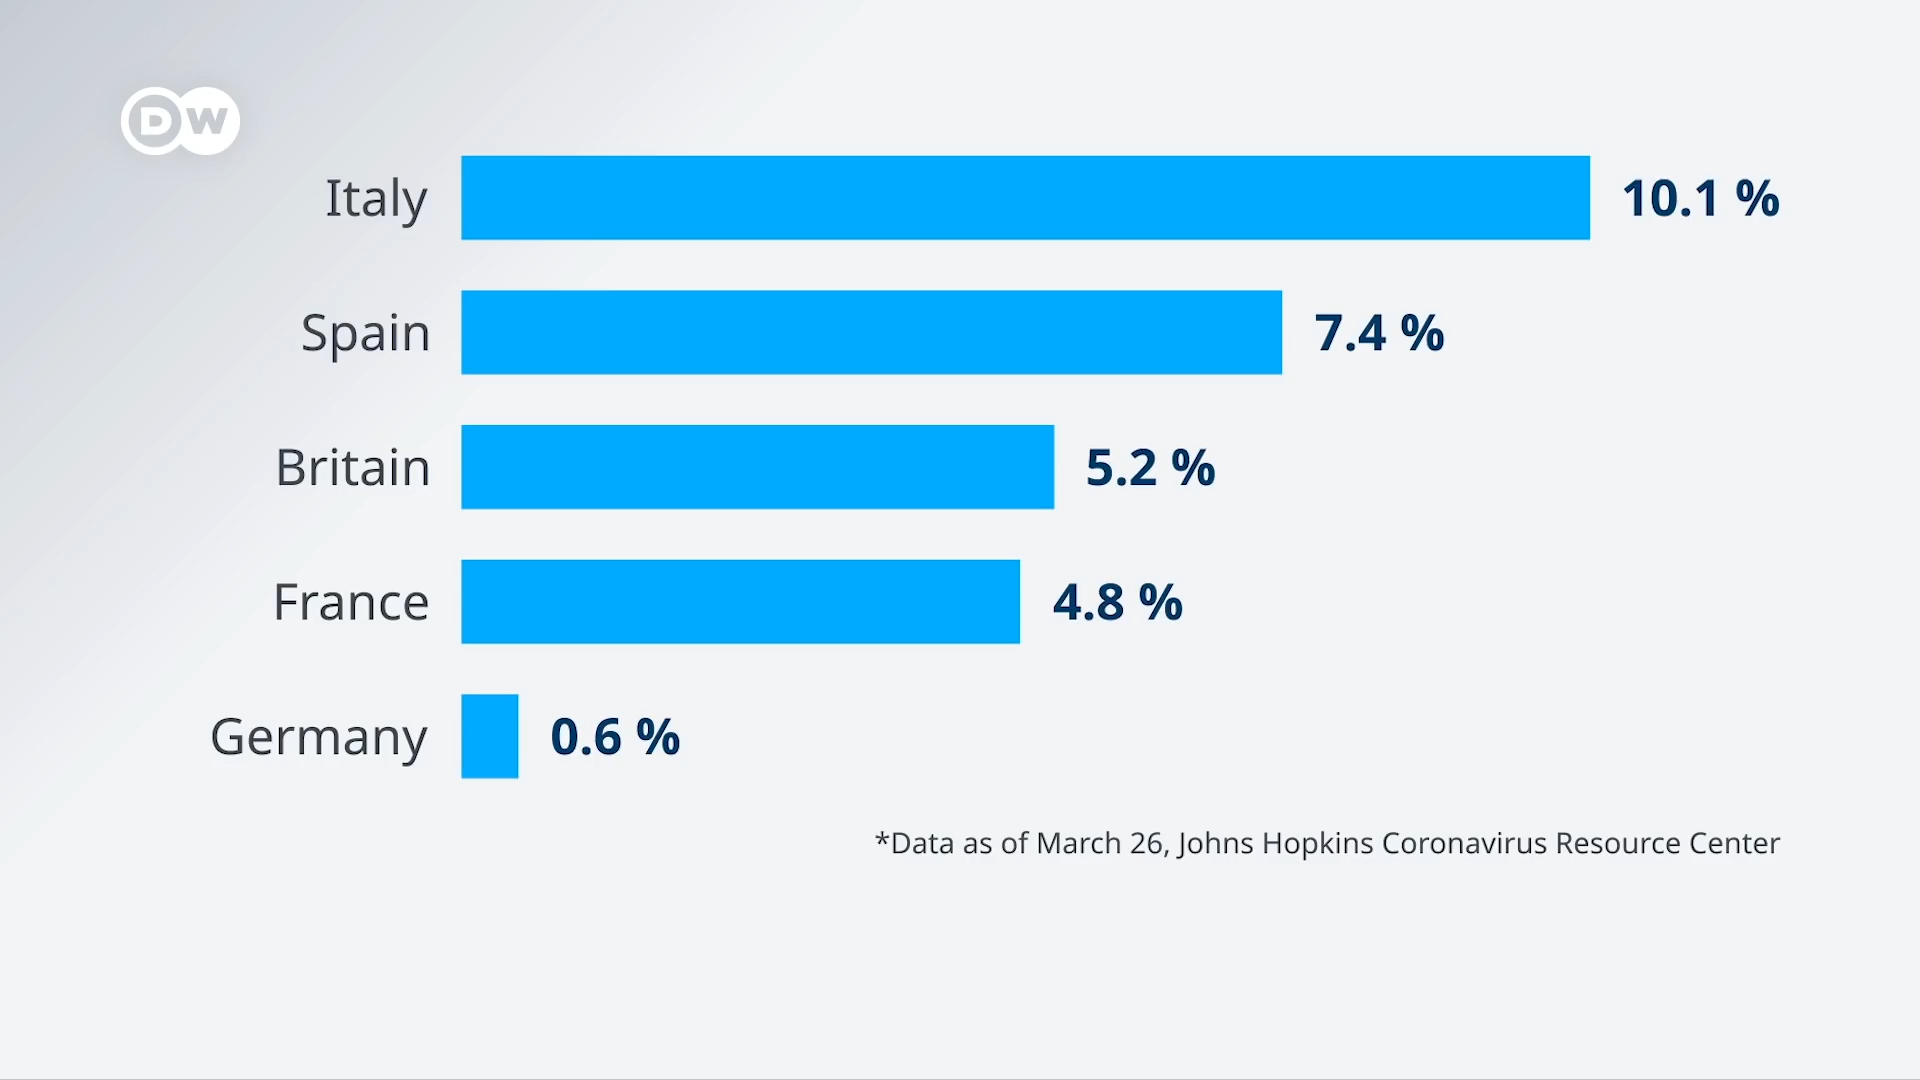 DW
Italy 10.1 %
Spain 7.4 %
Britain 5.2 %
France 4.8 %
Germany 0.6 %
*Data as of March 26, Johns Hopkins Coronavirus Resource Center